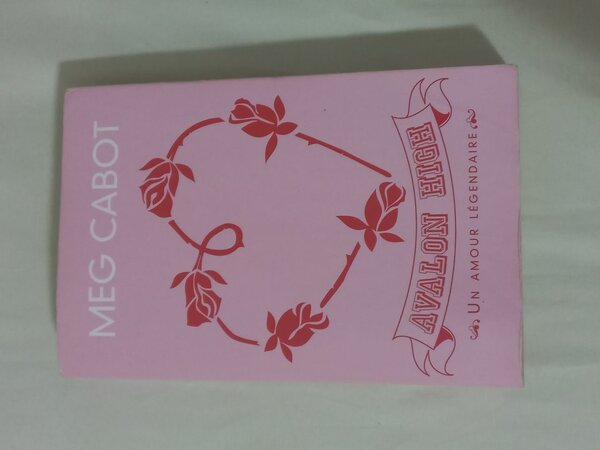 MEG CABOT
AVALON HIGH
UN AMOUR LÉGENDAIRE